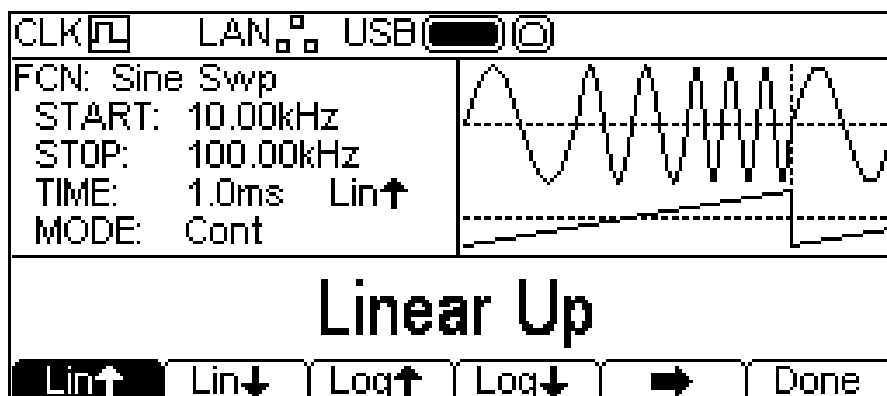 CLK LAN USB
FCN: Sine Swp
START: 10.00kHz
STOP: 100.00kHz
TIME: 1.0ms Lin↑
MODE: Cont
Linear Up
Lin↑ Lin↓ Log↑ Log↓ ➡ Done